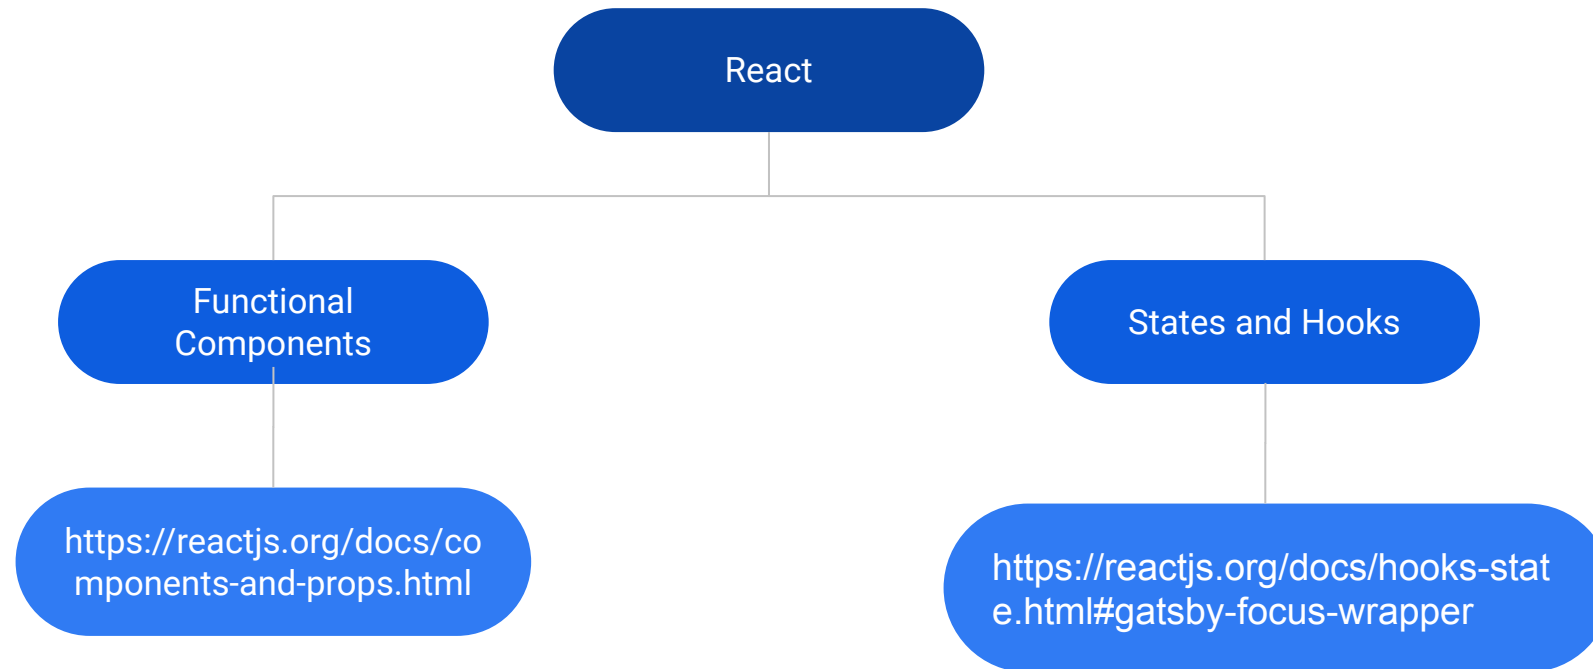 React
Functional
Components
States and Hooks
https://reactjs.org/docs/co
mponents-and-props.html
https://reactjs.org/docs/hooks-stat
e.html#gatsby-focus-wrapper